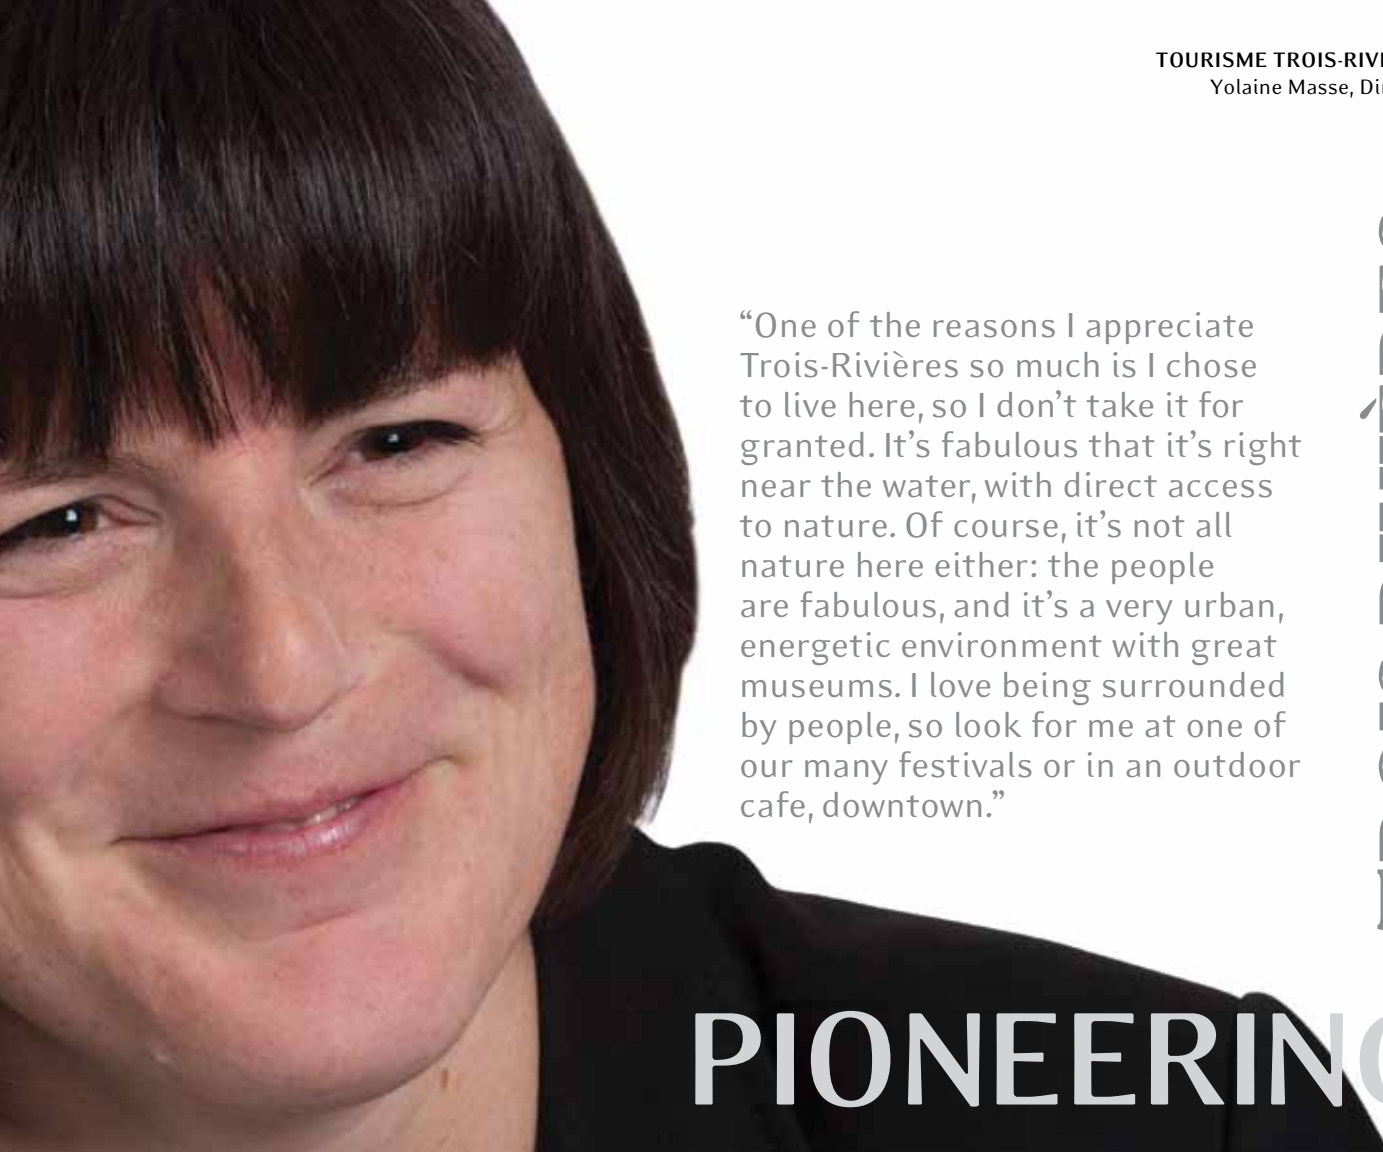 TOURISME TROIS-RIVI
Yolaine Masse, Di
“One of the reasons I appreciate
Trois-Rivières so much is I chose
to live here, so I don’t take it for
granted. It’s fabulous that it’s right
near the water, with direct access
to nature. Of course, it’s not all
nature here either: the people
are fabulous, and it’s a very urban,
energetic environment with great
museums. I love being surrounded
by people, so look for me at one of
our many festivals or in an outdoor
cafe, downtown.”
PIONEERING